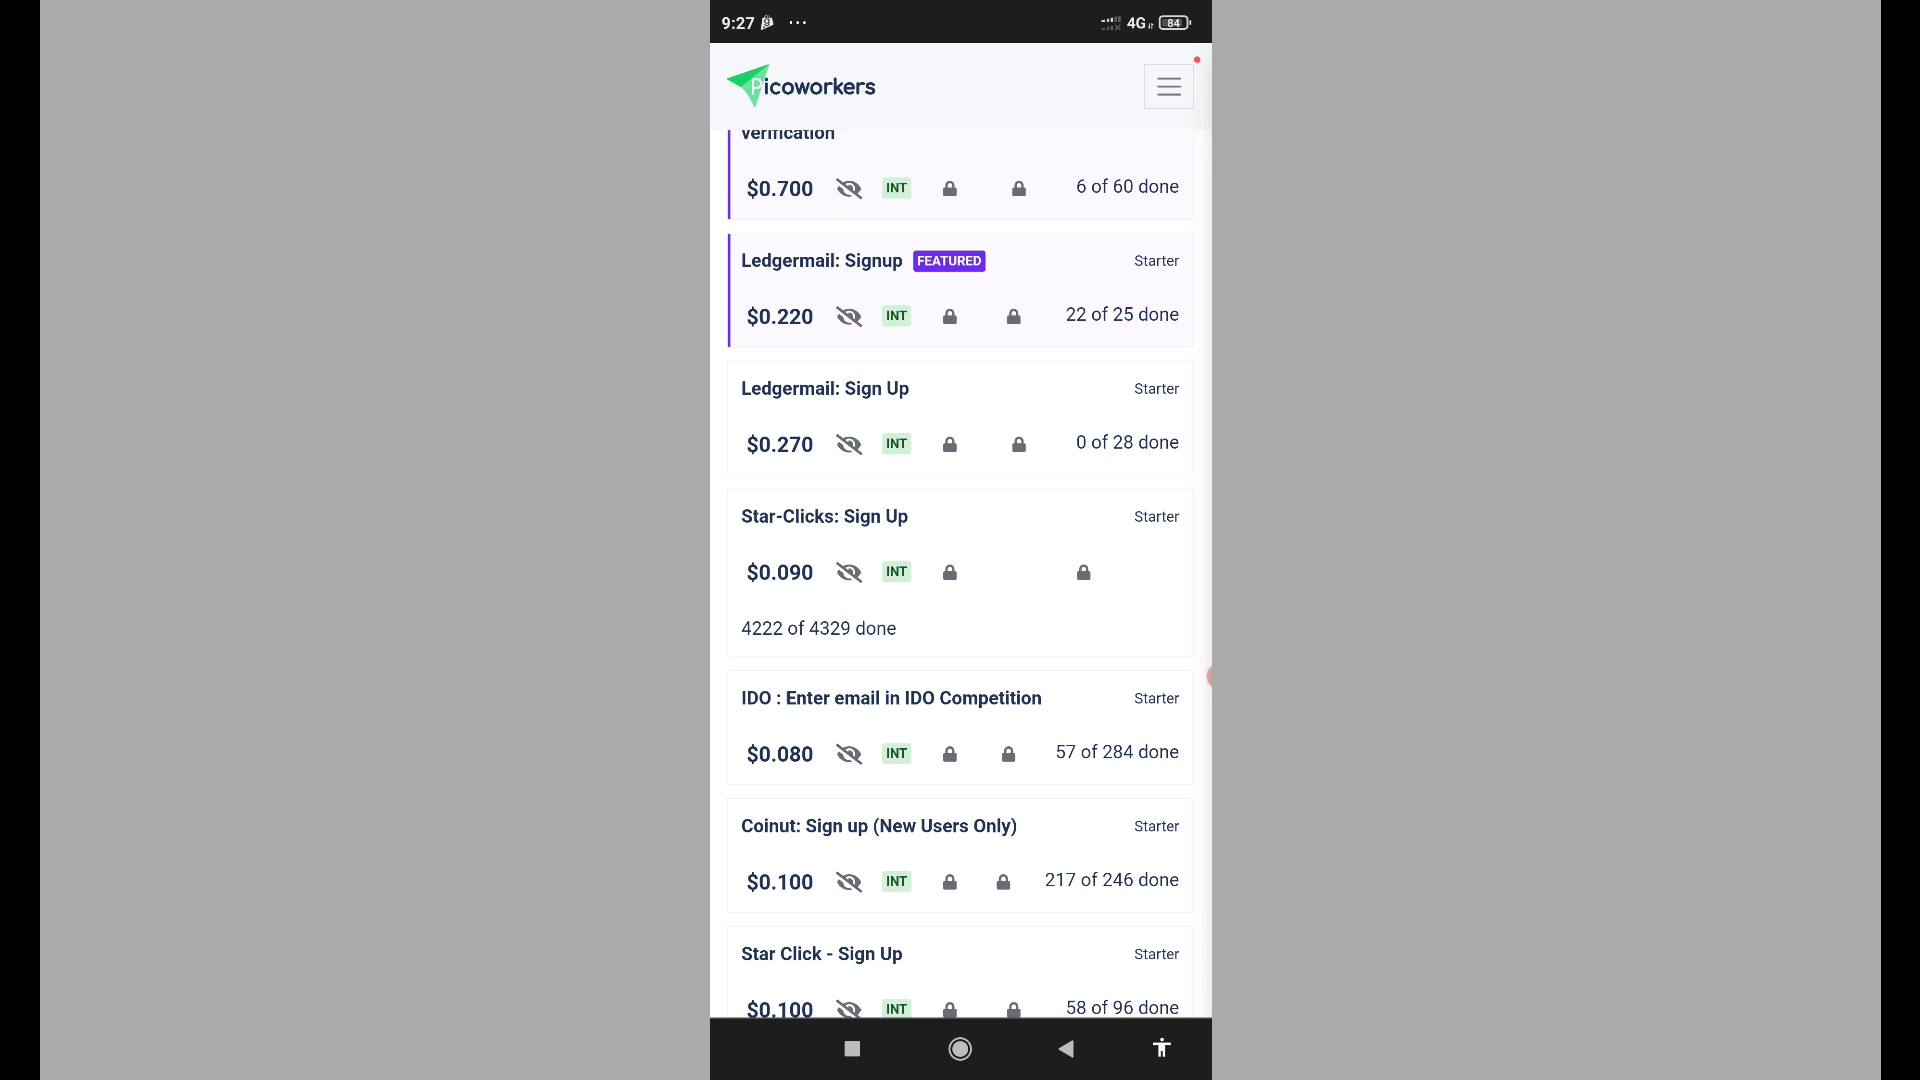 9:27
4G
84
Picoworkers
verification
$0.700 INT 6 of 60 done
Ledgermail: Signup FEATURED Starter
$0.220 INT 22 of 25 done
Ledgermail: Sign Up Starter
$0.270 INT 0 of 28 done
Star-Clicks: Sign Up Starter
$0.090 INT
4222 of 4329 done
IDO : Enter email in IDO Competition Starter
$0.080 INT 57 of 284 done
Coinut: Sign up (New Users Only) Starter
$0.100 INT 217 of 246 done
Star Click - Sign Up Starter
$0.100 INT 58 of 96 done